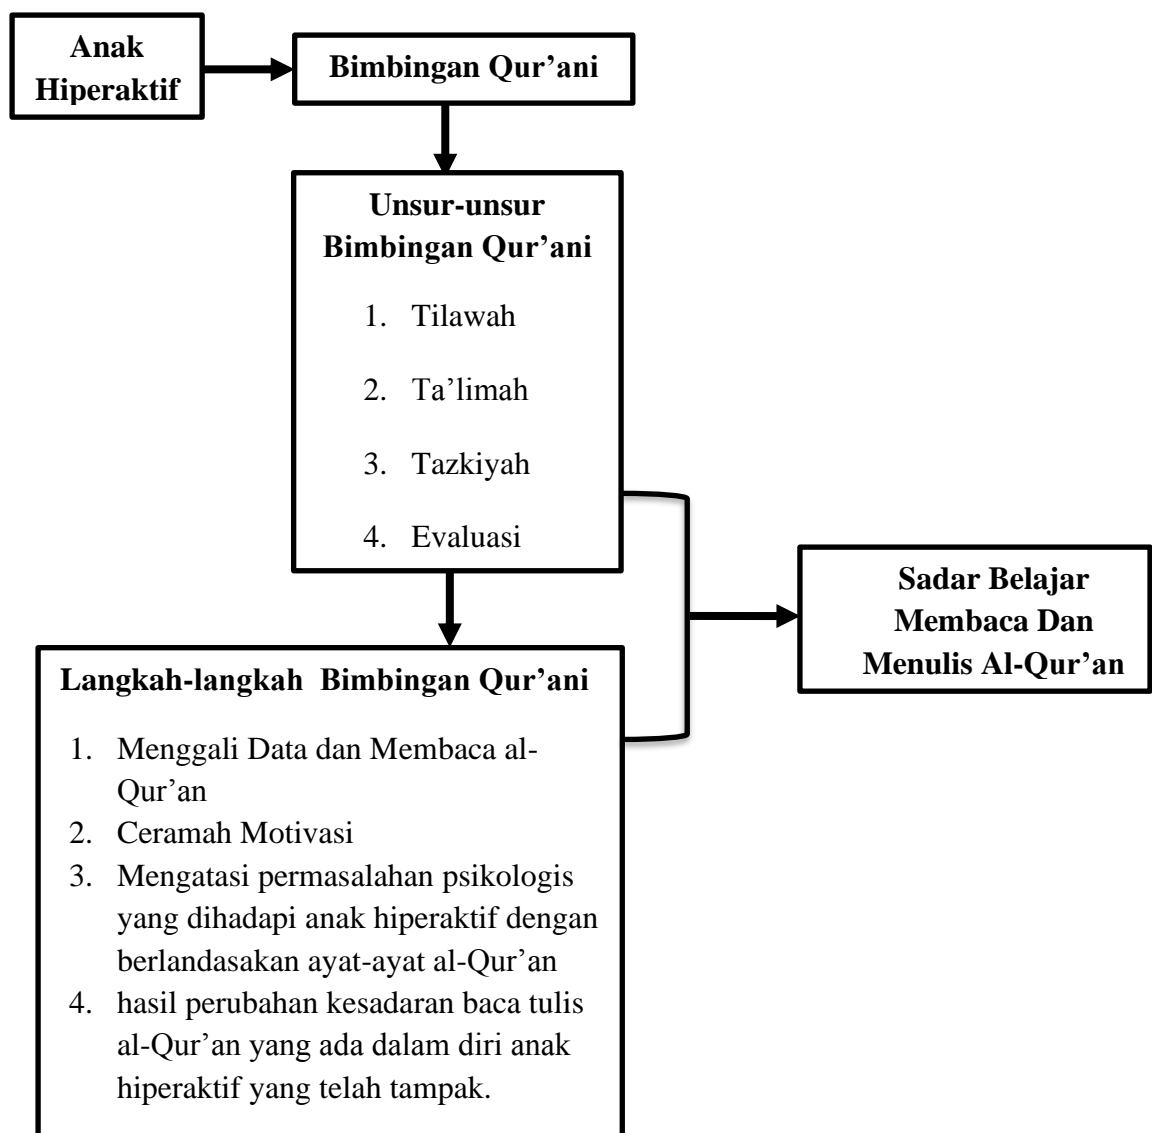 Anak
Hiperaktif
Bimbingan Qur’ani
Unsur-unsur
Bimbingan Qur’ani
1. Tilawah
2. Ta’limah
3. Tazkiyah
4. Evaluasi
Sadar Belajar
Membaca Dan
Menulis Al-Qur’an
Langkah-langkah Bimbingan Qur’ani
1. Menggali Data dan Membaca al-
Qur’an
2. Ceramah Motivasi
3. Mengatasi permasalahan psikologis
yang dihadapi anak hiperaktif dengan
berlandasakan ayat-ayat al-Qur’an
4. hasil perubahan kesadaran baca tulis
al-Qur’an yang ada dalam diri anak
hiperaktif yang telah tampak.